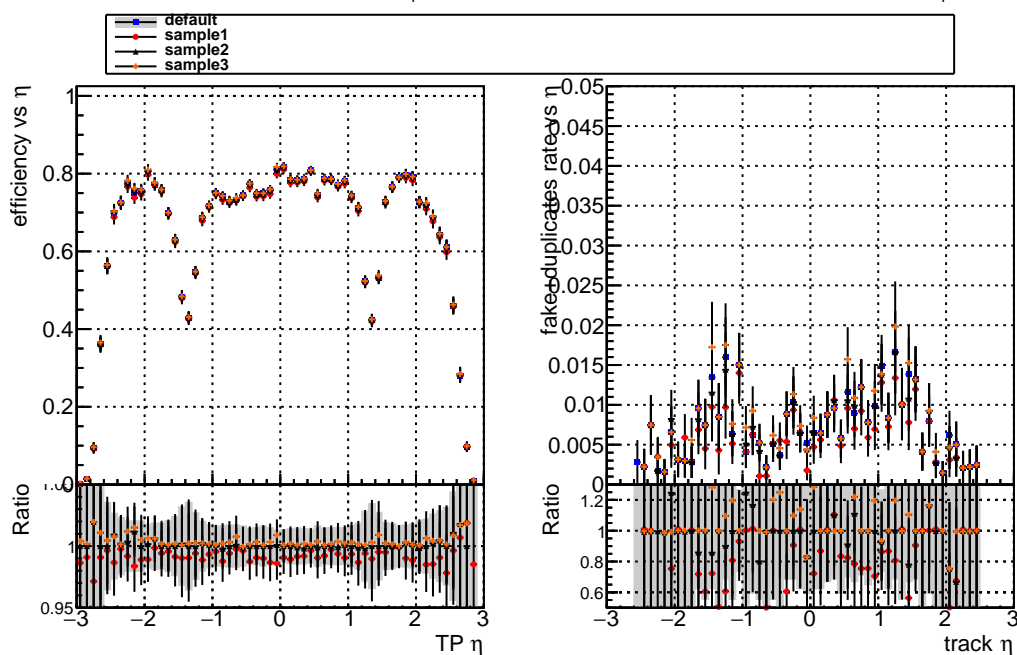 default
sample1
sample2
sample3
efficiency vs η
1
0.8
0.6
0.4
0.2
0
Ratio
1
0.95
−3 −2 −1 0 1 2 3
TP η
fake+duplicates rate vs η
0.05
0.045
0.04
0.035
0.03
0.025
0.02
0.015
0.01
0.005
0
Ratio
1.2
1
0.8
0.6
−3 −2 −1 0 1 2 3
track η